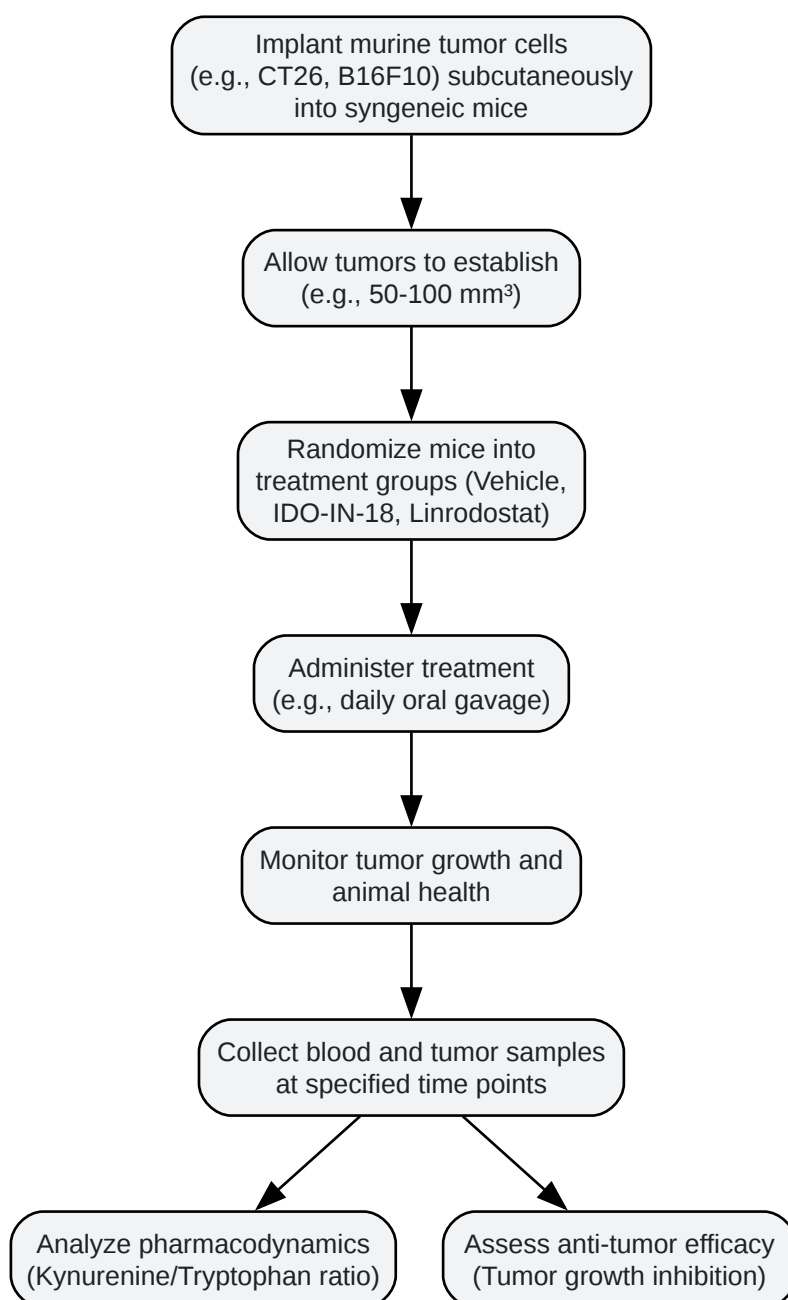 Implant murine tumor cells
(e.g., CT26, B16F10) subcutaneously
into syngeneic mice
Allow tumors to establish
(e.g., 50-100 mm³)
Randomize mice into
treatment groups (Vehicle,
IDO-IN-18, Linrodostat)
Administer treatment
(e.g., daily oral gavage)
Monitor tumor growth and
animal health
Collect blood and tumor samples
at specified time points
Analyze pharmacodynamics
(Kynurenine/Tryptophan ratio)
Assess anti-tumor efficacy
(Tumor growth inhibition)